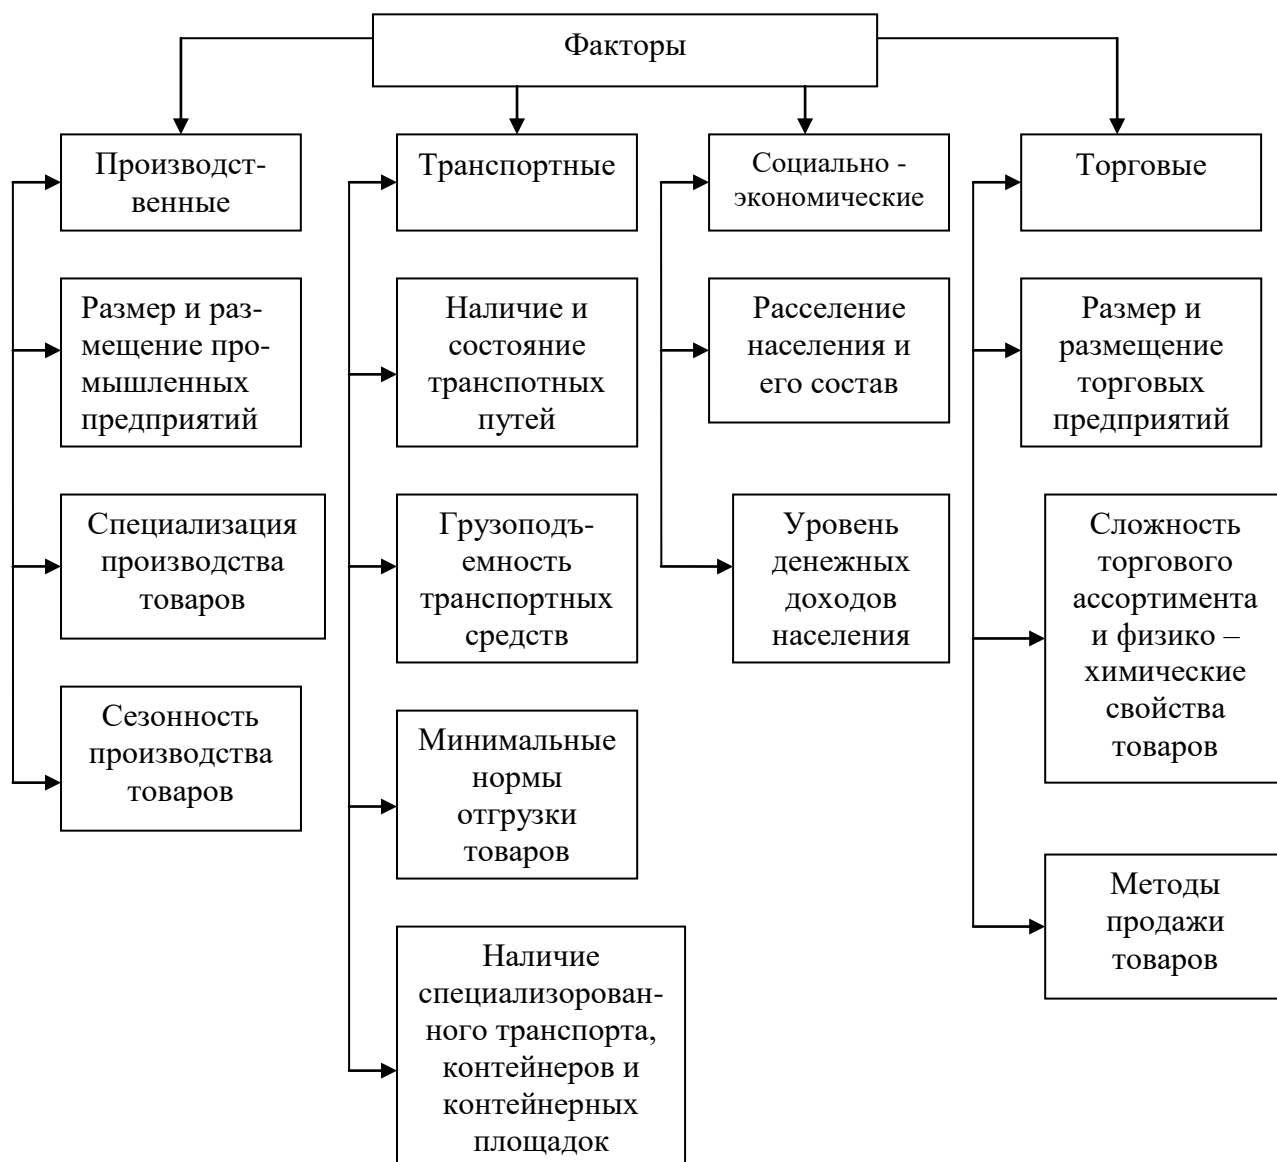 Факторы
Производст-
венные
Транспортные
Социально -
экономические
Торговые
Размер и раз-
мещение про-
мышленных
предприятий
Наличие и
состояние
транспотных
путей
Расселение
населения и
его состав
Размер и
размещение
торговых
предприятий
Специализация
производства
товаров
Грузоподъ-
емность
транспортных
средств
Уровень
денежных
доходов
населения
Сложность
торгового
ассортимента
и физико –
химические
свойства
товаров
Сезонность
производства
товаров
Минимальные
нормы
отгрузки
товаров
Методы
продажи
товаров
Наличие
специализорован-
ного транспорта,
контейнеров и
контейнерных
площадок